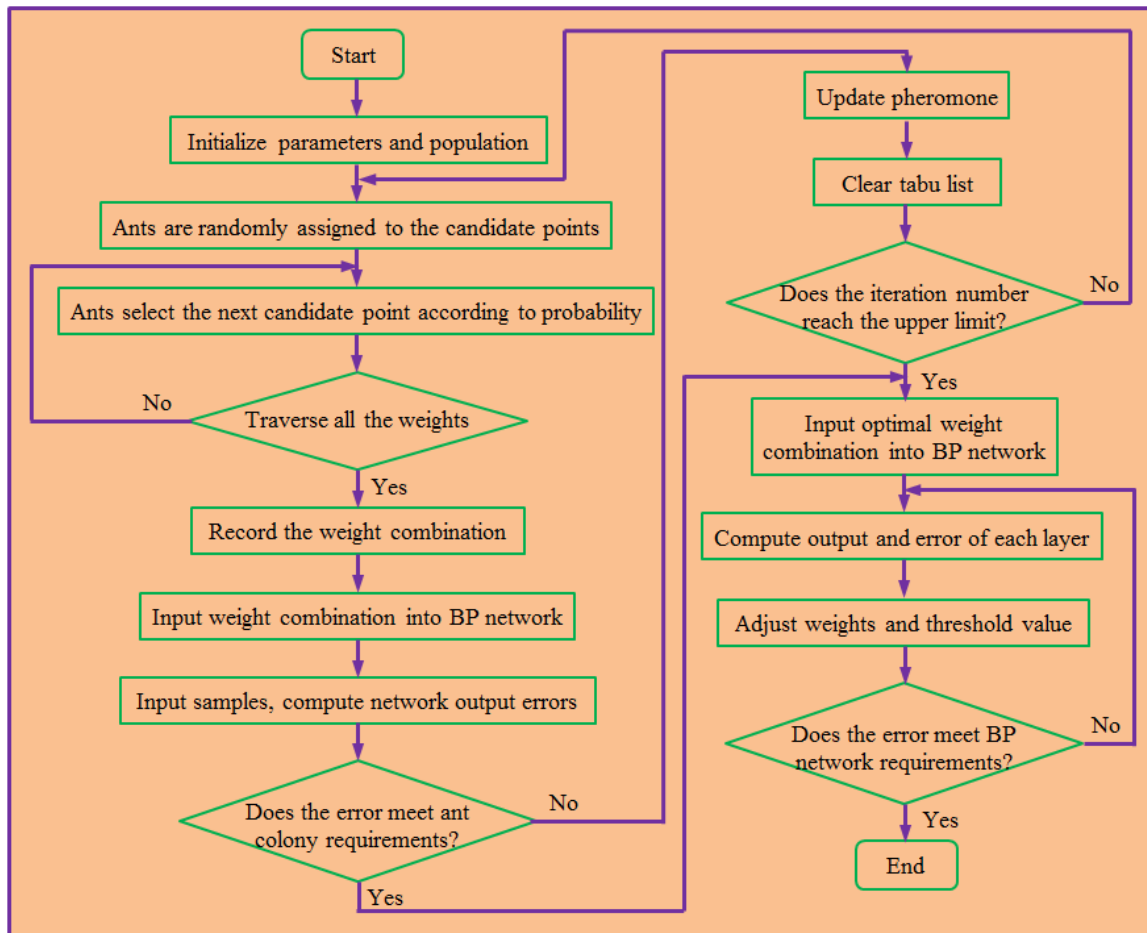 Start
Initialize parameters and population
Ants are randomly assigned to the candidate points
Ants select the next candidate point according to probability
No
Traverse all the weights
Yes
Record the weight combination
Input weight combination into BP network
Input samples, compute network output errors
Does the error meet ant
colony requirements?
No
Yes
Update pheromone
Clear tabu list
Does the iteration number
reach the upper limit?
No
Yes
Input optimal weight
combination into BP network
Compute output and error of each layer
Adjust weights and threshold value
Does the error meet BP
network requirements?
No
Yes
End